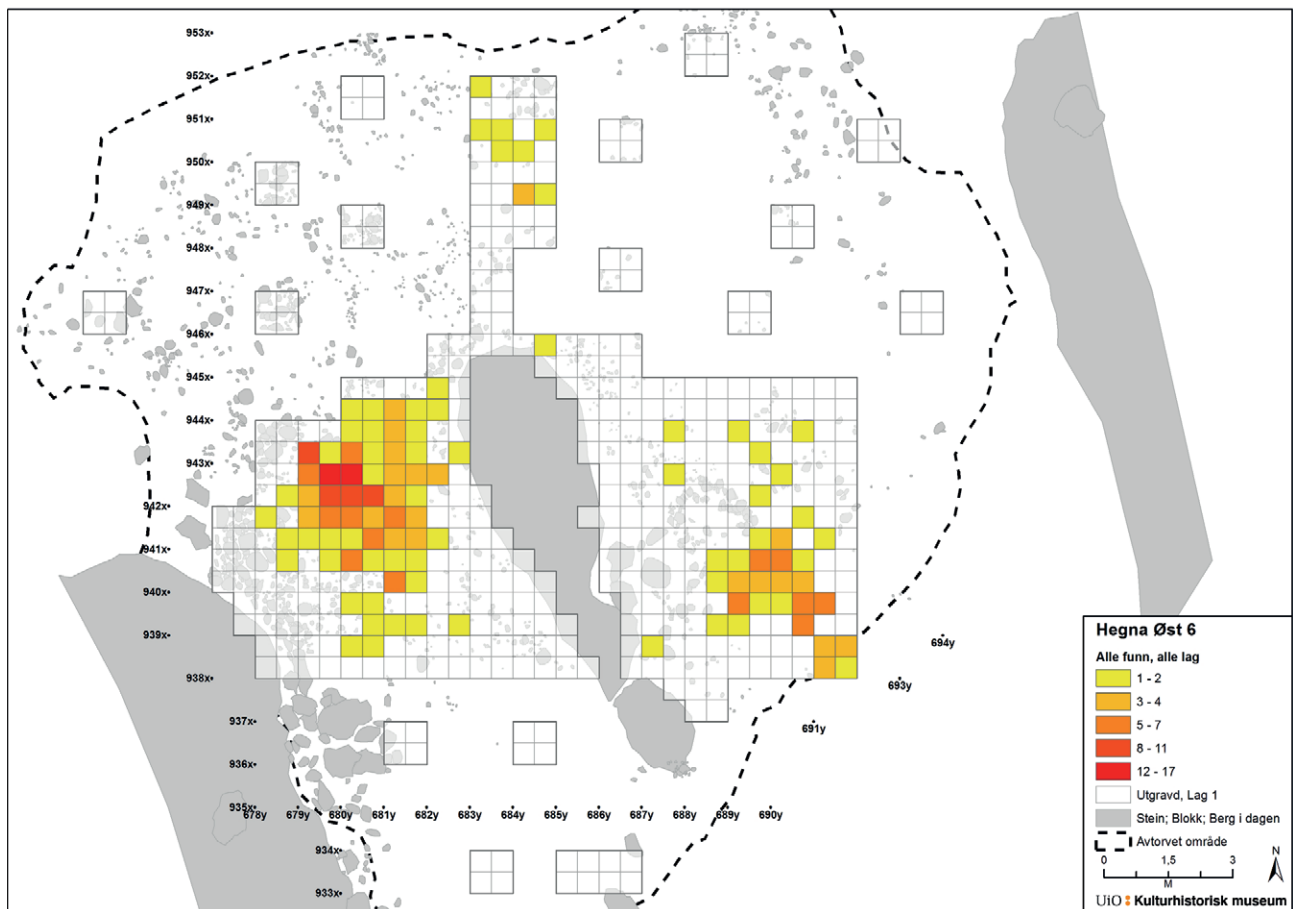 953x
952x
951x
950x
949x
948x
947x
946x
945x
944x
943x
942x
941x
940x
939x
938x
937x
936x
935x
678y 679y 680y 681y 682y 683y 684y 685y 686y 687y 688y 689y 690y
934x
933x
694y
693y
691y
Hegna Øst 6
Alle funn, alle lag
1 - 2
3 - 4
5 - 7
8 - 11
12 - 17
Utgravd, Lag 1
Stein; Blokk; Berg i dagen
Avtorvet område
0 1,5 3
M
N
UiO Kulturhistorisk museum